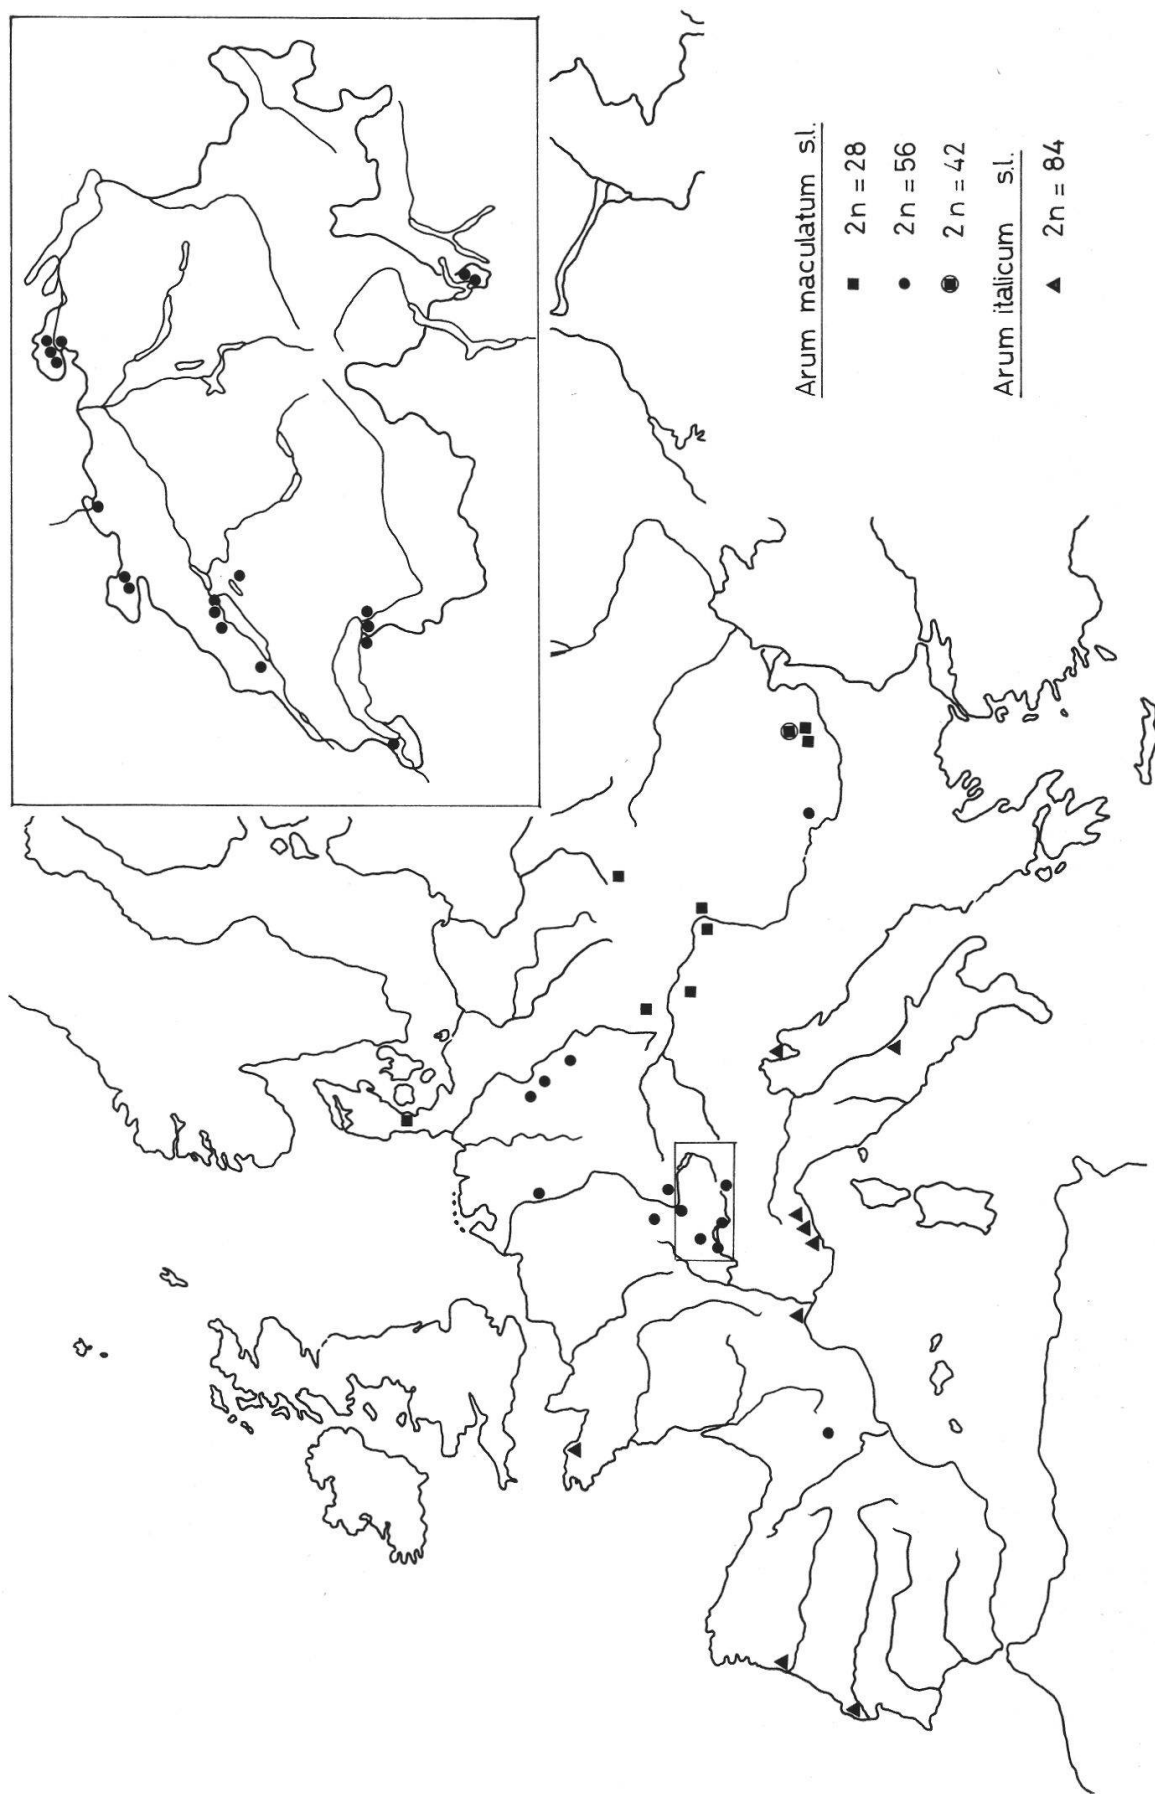 Arum maculatum s.l.
2n = 28
2n = 56
2n = 42
Arum italicum s.l.
2n = 84